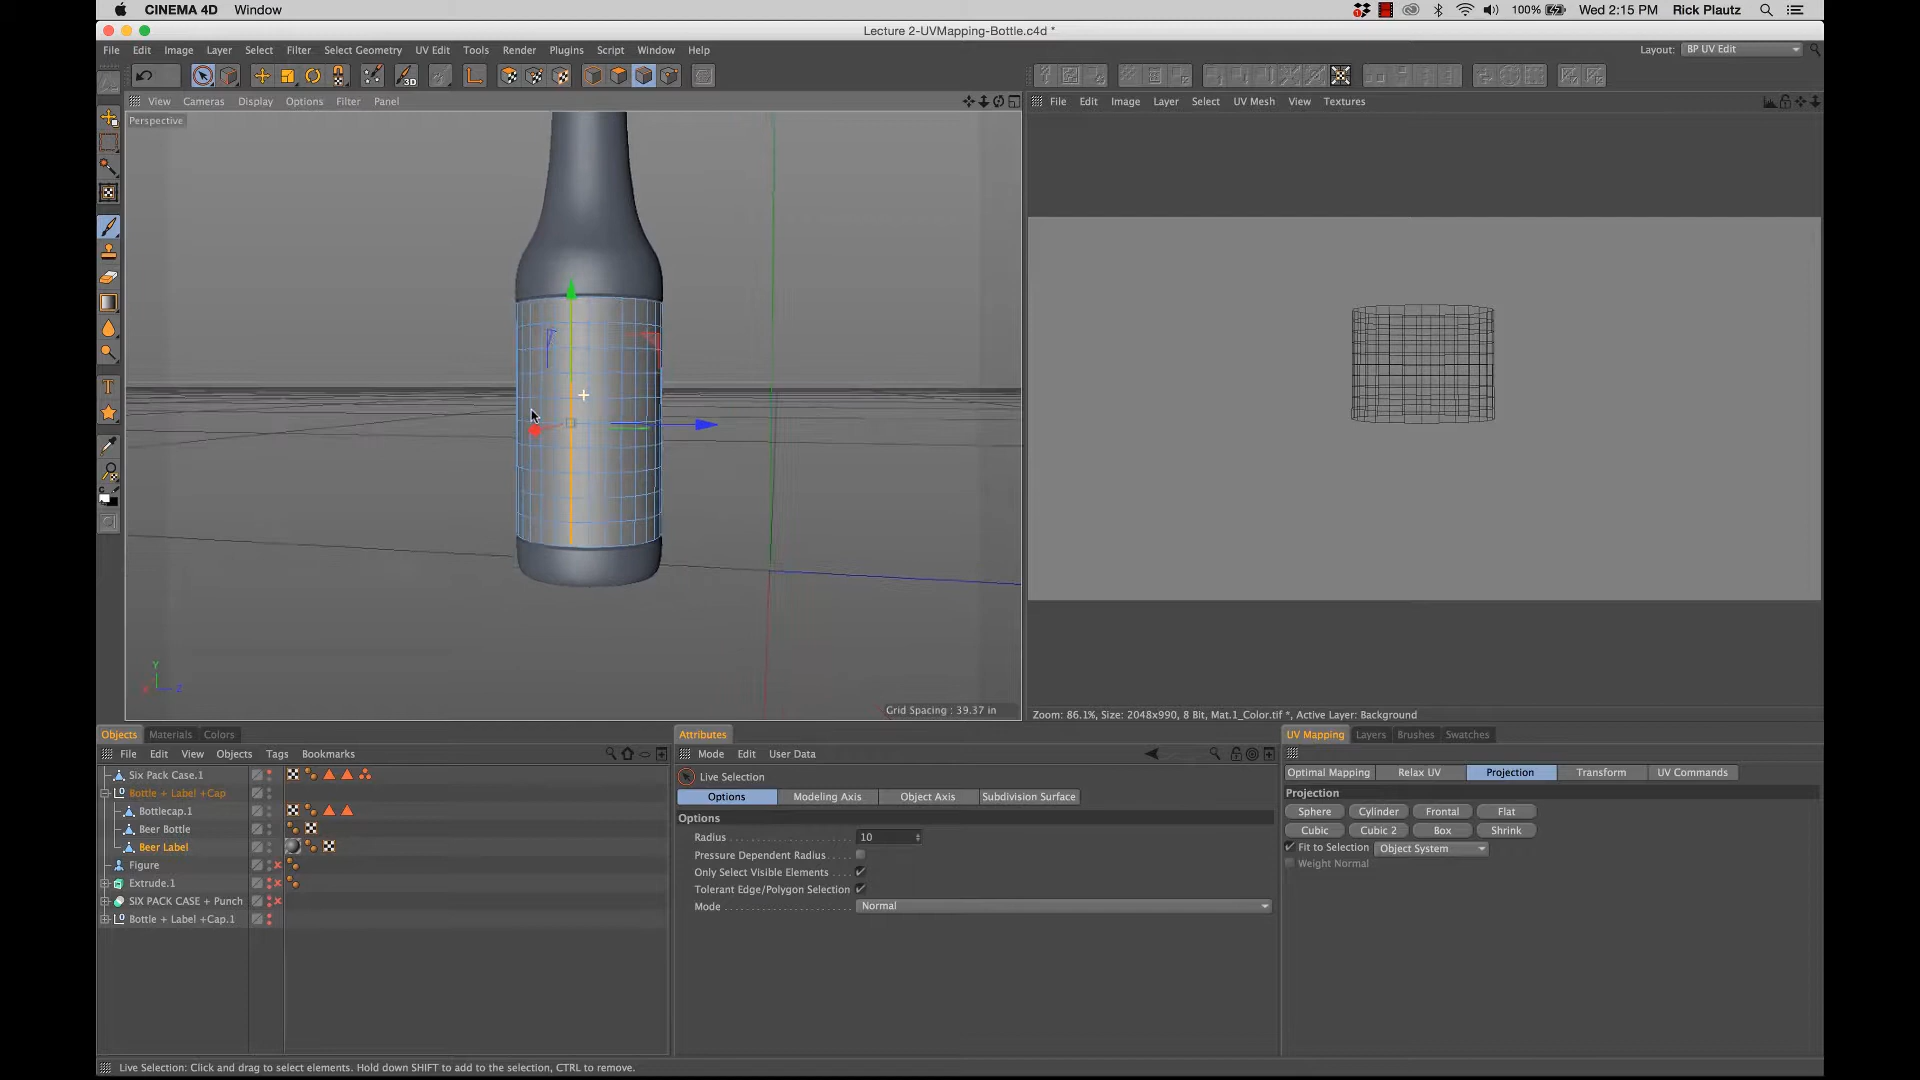 CINEMA 4D Window 100% Wed 2:15 PM Rick Plautz
Lecture 2-UVMapping-Bottle.c4d *
File Edit Image Layer Select Filter Select Geometry UV Edit Tools Render Plugins Script Window Help Layout: BP UV Edit
3D
View Cameras Display Options Filter Panel
File Edit Image Layer Select UV Mesh View Textures
Perspective
T
Y
X Z
Grid Spacing : 39.37 in
Zoom: 86.1%, Size: 2048x990, 8 Bit, Mat.1_Color.tif *, Active Layer: Background
Objects Materials Colors
File Edit View Objects Tags Bookmarks
Six Pack Case.1
Bottle + Label +Cap
Bottlecap.1
Beer Bottle
Beer Label
Figure
Extrude.1
SIX PACK CASE + Punch
Bottle + Label +Cap.1
Attributes
Mode Edit User Data
Live Selection
Options Modeling Axis Object Axis Subdivision Surface
Options
Radius 10
Pressure Dependent Radius
Only Select Visible Elements
Tolerant Edge/Polygon Selection
Mode Normal
UV Mapping Layers Brushes Swatches
Optimal Mapping Relax UV Projection Transform UV Commands
Projection
Sphere Cylinder Frontal Flat
Cubic Cubic 2 Box Shrink
Fit to Selection Object System
Weight Normal
Live Selection: Click and drag to select elements. Hold down SHIFT to add to the selection, CTRL to remove.